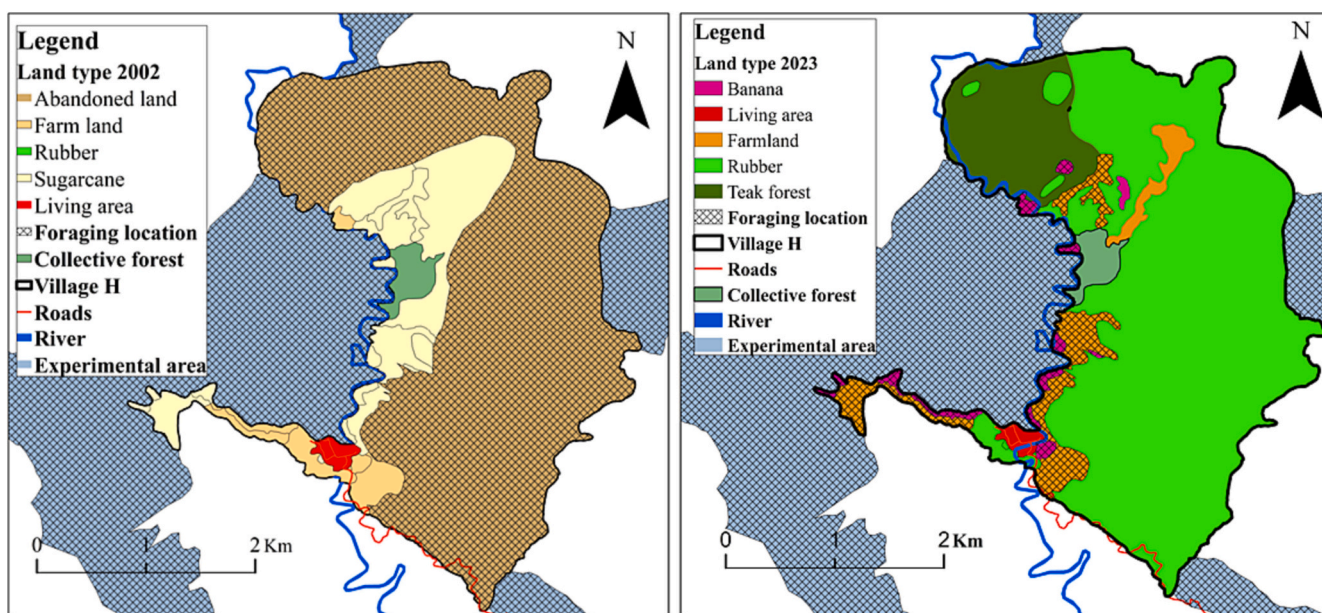 Legend
Land type 2002
Abandoned land
Farm land
Rubber
Sugarcane
Living area
Foraging location
Collective forest
Village H
Roads
River
Experimental area
N
0 1 2 Km
Legend
Land type 2023
Banana
Living area
Farmland
Rubber
Teak forest
Foraging location
Village H
Roads
Collective forest
River
Experimental area
N
0 1 2 Km